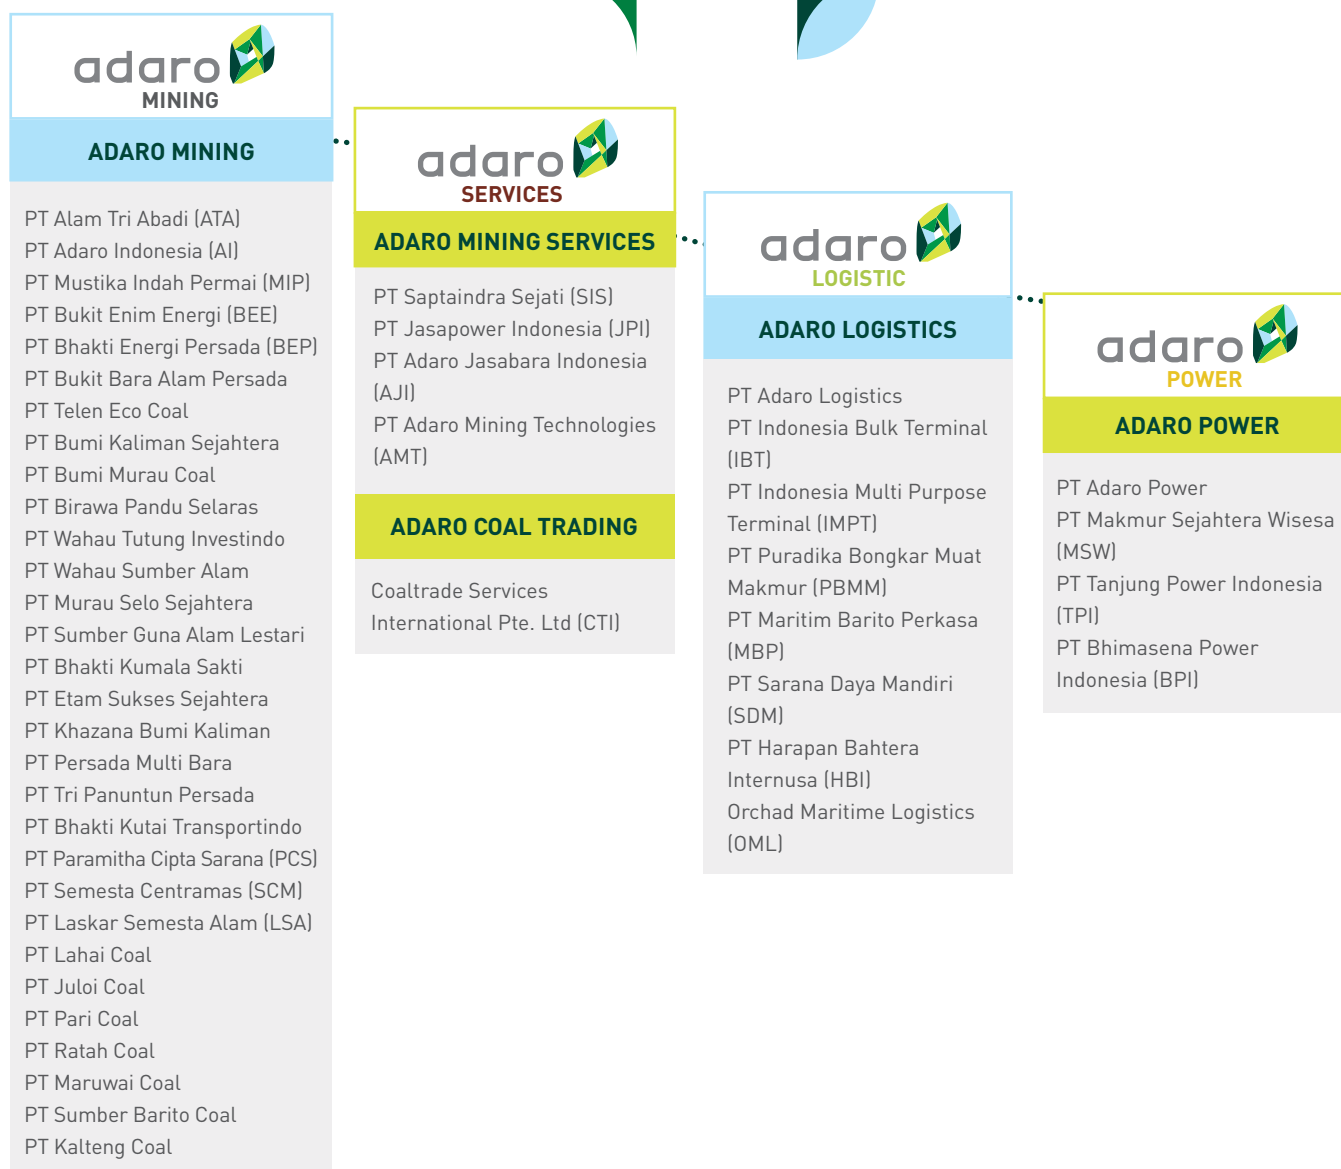 adaro
MINING
ADARO MINING
PT Alam Tri Abadi (ATA)
PT Adaro Indonesia (AI)
PT Mustika Indah Permai (MIP)
PT Bukit Enim Energi (BEE)
PT Bhakti Energi Persada (BEP)
PT Bukit Bara Alam Persada
PT Telen Eco Coal
PT Bumi Kaliman Sejahtera
PT Bumi Murau Coal
PT Birawa Pandu Selaras
PT Wahau Tutung Investindo
PT Wahau Sumber Alam
PT Murau Selo Sejahtera
PT Sumber Guna Alam Lestari
PT Bhakti Kumala Sakti
PT Etam Sukses Sejahtera
PT Khazana Bumi Kaliman
PT Persada Multi Bara
PT Tri Panuntun Persada
PT Bhakti Kutai Transportindo
PT Paramitha Cipta Sarana (PCS)
PT Semesta Centramas (SCM)
PT Laskar Semesta Alam (LSA)
PT Lahai Coal
PT Juloi Coal
PT Pari Coal
PT Ratah Coal
PT Maruwai Coal
PT Sumber Barito Coal
PT Kalteng Coal
adaro
SERVICES
ADARO MINING SERVICES
PT Saptaindra Sejati (SIS)
PT Jasapower Indonesia (JPI)
PT Adaro Jasabara Indonesia
(AJI)
PT Adaro Mining Technologies
(AMT)
ADARO COAL TRADING
Coaltrade Services
International Pte. Ltd (CTI)
adaro
LOGISTIC
ADARO LOGISTICS
PT Adaro Logistics
PT Indonesia Bulk Terminal
(IBT)
PT Indonesia Multi Purpose
Terminal (IMPT)
PT Puradika Bongkar Muat
Makmur (PBMM)
PT Maritim Barito Perkasa
(MBP)
PT Sarana Daya Mandiri
(SDM)
PT Harapan Bahtera
Internusa (HBI)
Orchad Maritime Logistics
(OML)
adaro
POWER
ADARO POWER
PT Adaro Power
PT Makmur Sejahtera Wisesa
(MSW)
PT Tanjung Power Indonesia
(TPI)
PT Bhimasena Power
Indonesia (BPI)